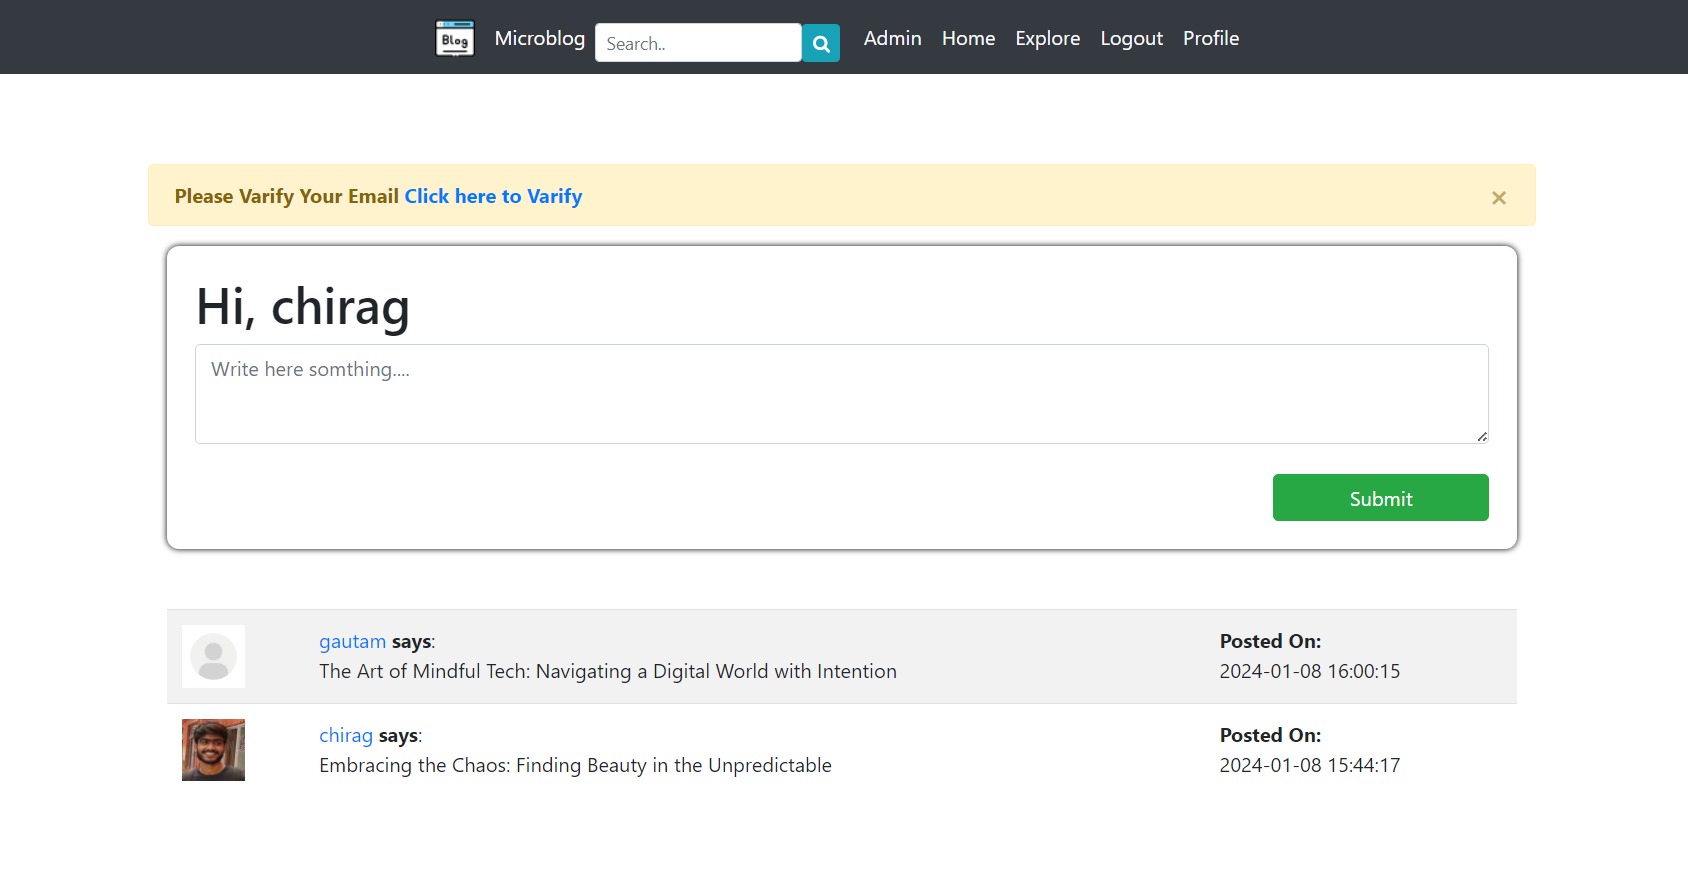 Blog
Microblog
Search..
Admin Home Explore Logout Profile
Please Varify Your Email Click here to Varify
×
Hi, chirag
Write here somthing....
Submit
gautam says:
The Art of Mindful Tech: Navigating a Digital World with Intention
Posted On:
2024-01-08 16:00:15
chirag says:
Embracing the Chaos: Finding Beauty in the Unpredictable
Posted On:
2024-01-08 15:44:17